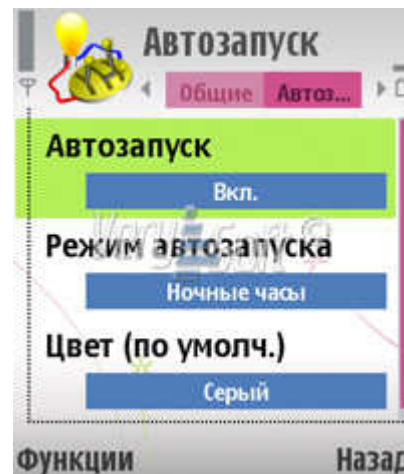 Автозапуск
Общие Автоз...
Автозапуск
Вкл.
Режим автозапуска
Ночные часы
Цвет (по умолч.)
Серый
Функции Назад